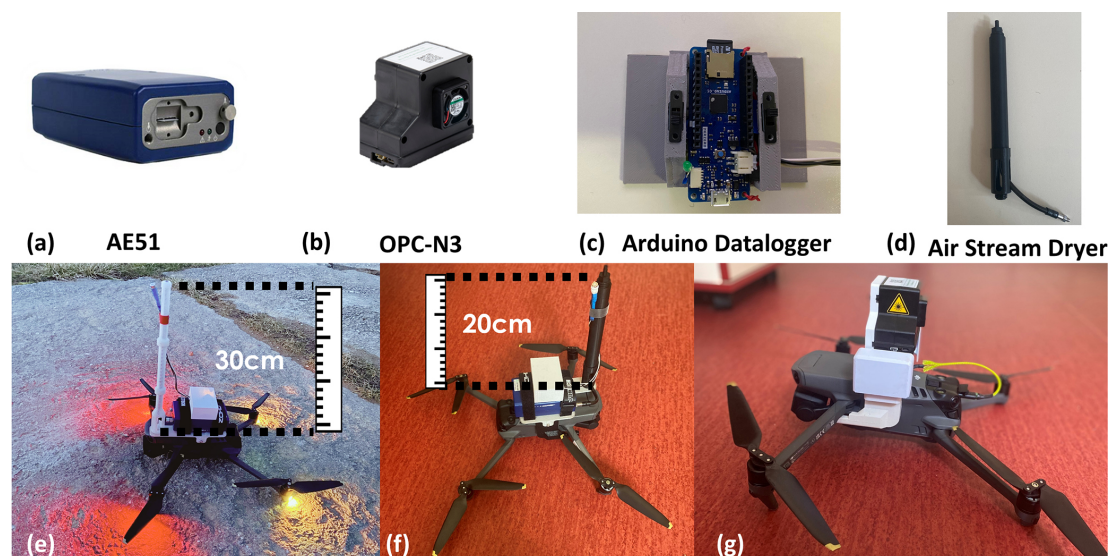 (a) AE51
(b) OPC-N3
(c) Arduino Datalogger
(d) Air Stream Dryer
30cm
(e)
20cm
(f)
(g)